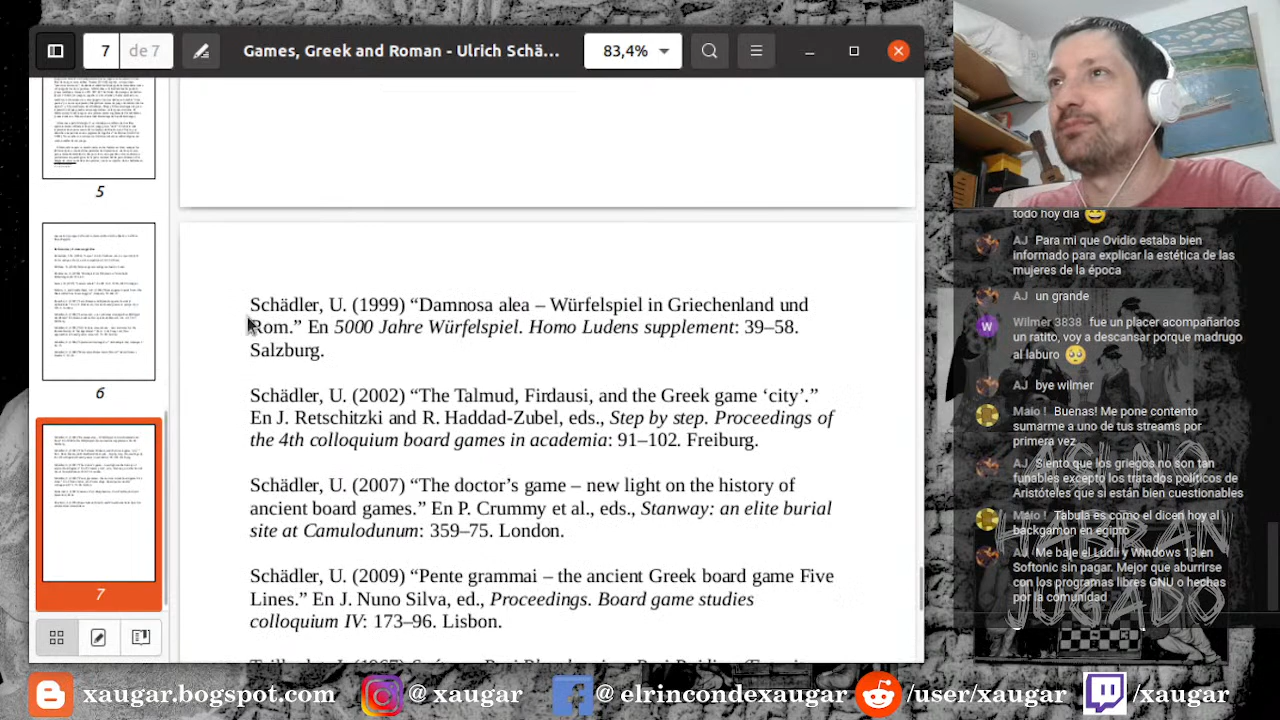 7 de 7
Games, Greek and Roman - Ulrich Schä…
83,4%
5
6
7
Schädler, U. (1999) “Damnosa alea – Würfelspiel in Griechenland und
Rom.” En 5000 Jahre Würfelspiel. Homo Ludens supplement: 39–58.
Salzburg.
Schädler, U. (2002) “The Talmud, Firdausi, and the Greek game ‘city’.”
En J. Retschitzki and R. Haddad-Zubel, eds., Step by step. Proceedings of
the 4th colloquium board games in academia: 91–102. Freiburg.
Schädler, U. (2007) “The doctor’s game – new light on the history of
ancient board games.” En P. Crummy et al., eds., Stanway: an elite burial
site at Camulodunum: 359–75. London.
Schädler, U. (2009) “Pente grammai – the ancient Greek board game Five
Lines.” En J. Nuno Silva, ed., Proceedings. Board game studies
colloquium IV: 173–96. Lisbon.
todo hoy día
AJ Para mi que Ovidio estaba bien
informado para explicar la estética de las
mujeres de la época
AJ un grande
W
Wilmer 3838 fue un placer acompañarlos
un ratito, voy a descansar porque madrugo
al laburo
AJ bye wilmer
Maio ! Buenas! Me pone contento
sumarme a uno de tus streams por
primera vez
AJ Siento que los griegos no son tan
funables excepto los tratados políticos de
Aristóteles que si están bien cuestionables
Maio ! Tabula es como el dicen hoy al
backgamon en egipto
AJ Me baje el Ludii y Windows 13 en
Softonic sin pagar. Mejor que aburrirse
con los programas libres GNU o hechas
por la comunidad
SI NO
HABRÁN
JUGADO
xaugar.bogspot.com
@ xaugar
@ elrincondexaugar
/user/xaugar
/xaugar